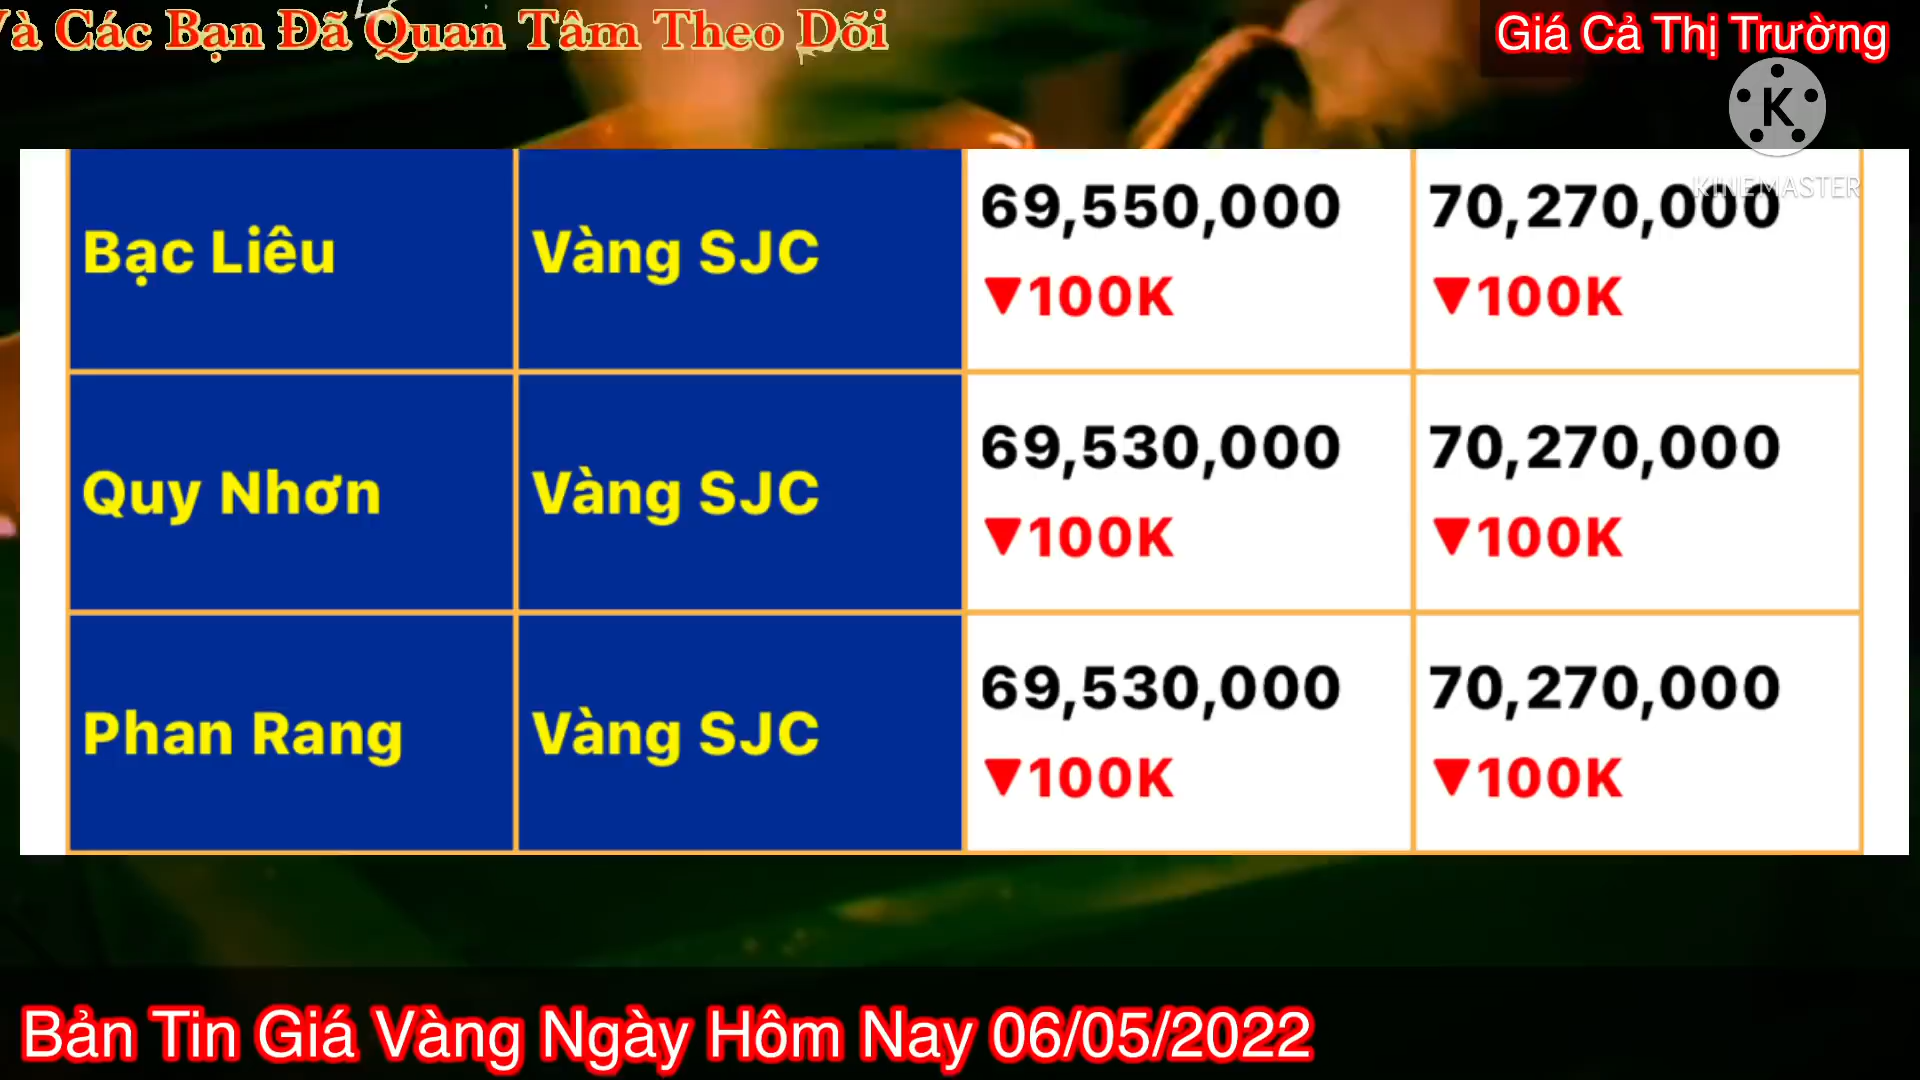 Và Các Bạn Đã Quan Tâm Theo Dõi
Giá Cả Thị Trường
K
KINEMASTER
Bạc Liêu Vàng SJC 69,550,000 70,270,000
▼100K ▼100K
Quy Nhơn Vàng SJC 69,530,000 70,270,000
▼100K ▼100K
Phan Rang Vàng SJC 69,530,000 70,270,000
▼100K ▼100K
Bản Tin Giá Vàng Ngày Hôm Nay 06/05/2022